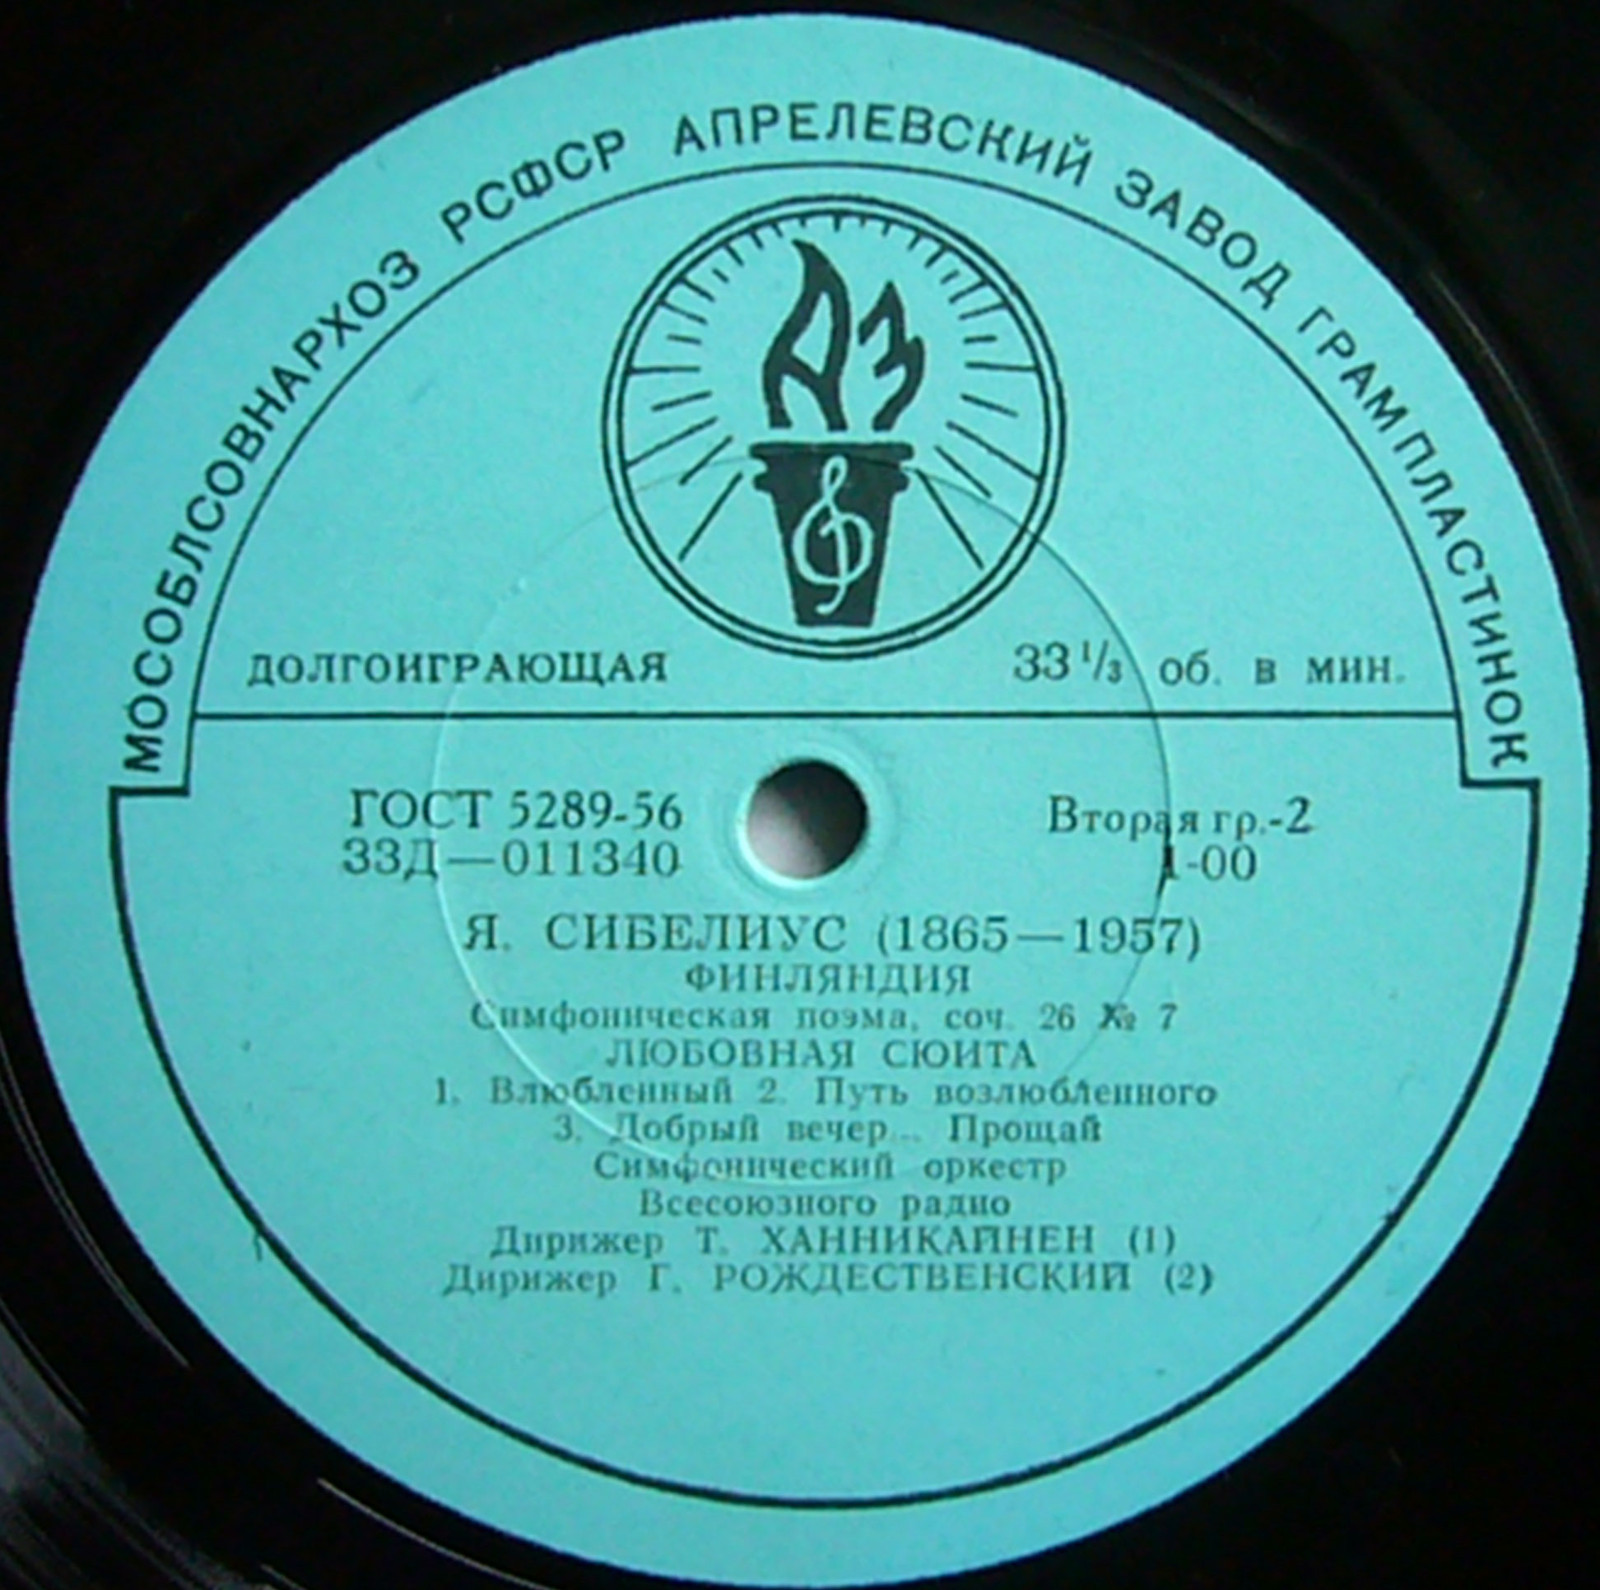 МОСОБЛСОВНАРХОЗ РСФСР АПРЕЛЕВСКИЙ ЗАВОД ГРАМПЛАСТИНОК
АЗ
ДОЛГОИГРАЮЩАЯ 33 1/3 об. в мин.
ГОСТ 5289-56 Вторая гр.-2
33Д—011340 1-00
Я. СИБЕЛИУС (1865—1957)
ФИНЛЯНДИЯ
Симфоническая поэма, соч. 26 № 7
ЛЮБОВНАЯ СЮИТА
1. Влюбленный 2. Путь возлюбленного
3. Добрый вечер... Прощай
Симфонический оркестр
Всесоюзного радио
Дирижер Т. ХАННИКАЙНЕН (1)
Дирижер Г. РОЖДЕСТВЕНСКИЙ (2)